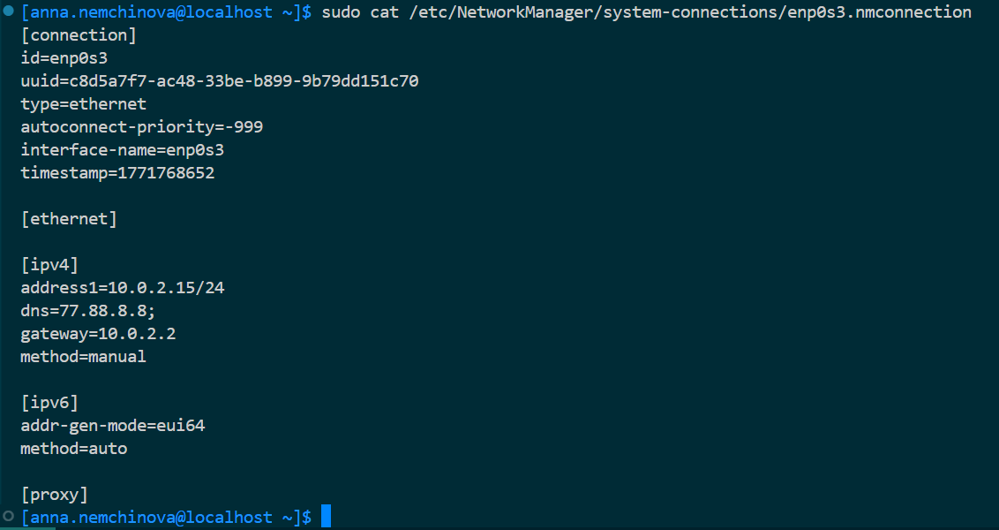 [anna.nemchinova@localhost ~]$ sudo cat /etc/NetworkManager/system-connections/enp0s3.nmconnection
[connection]
id=enp0s3
uuid=c8d5a7f7-ac48-33be-b899-9b79dd151c70
type=ethernet
autoconnect-priority=-999
interface-name=enp0s3
timestamp=1771768652

[ethernet]

[ipv4]
address1=10.0.2.15/24
dns=77.88.8.8;
gateway=10.0.2.2
method=manual

[ipv6]
addr-gen-mode=eui64
method=auto

[proxy]
[anna.nemchinova@localhost ~]$